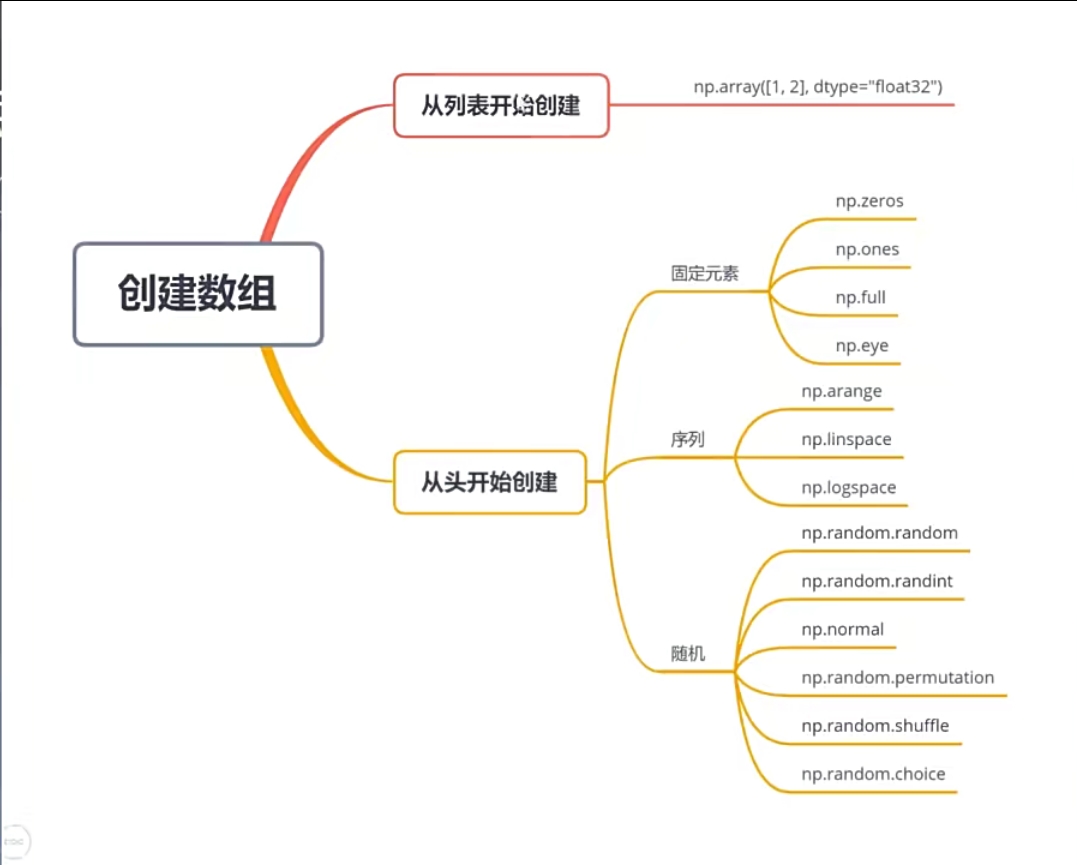 从列表开始创建
np.array([1, 2], dtype="float32")
创建数组
从头开始创建
固定元素
np.zeros
np.ones
np.full
np.eye
序列
np.arange
np.linspace
np.logspace
随机
np.random.random
np.random.randint
np.normal
np.random.permutation
np.random.shuffle
np.random.choice